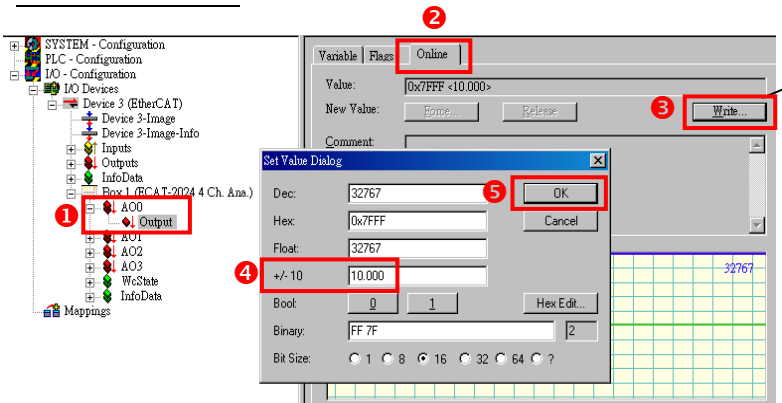 2
SYSTEM - Configuration
PLC - Configuration
I/O - Configuration
I/O Devices
Device 3 (EtherCAT)
Device 3-Image
Device 3-Image-Info
Inputs
Outputs
InfoData
Box 1 (ECAT-2024 4 Ch. Ana.)
1
AO0
Output
AO1
AO2
AO3
WcState
InfoData
Mappings
Variable Flags Online
Value: 0x7FFF <10.000>
New Value: Force... Release 3 Write...
Comment:
Set Value Dialog
Dec: 32767 5 OK
Hex: 0x7FFF Cancel
Float: 32767
4 +/- 10 10.000
Bool: 0 1 Hex Edit...
Binary: FF 7F 2
Bit Size: 1 8 16 32 64 ?
32767